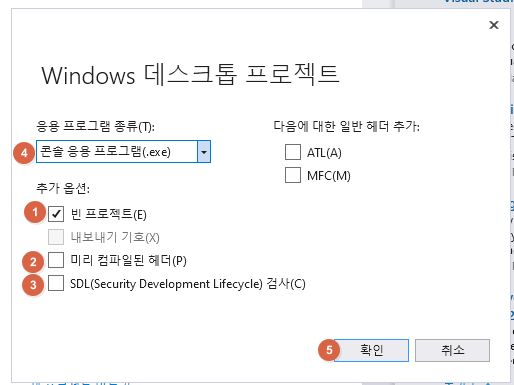 Visual Studio
Windows 데스크톱 프로젝트
응용 프로그램 종류(T):
다음에 대한 일반 헤더 추가:
4 콘솔 응용 프로그램(.exe)
ATL(A)
MFC(M)
추가 옵션:
1 빈 프로젝트(E)
내보내기 기호(X)
2 미리 컴파일된 헤더(P)
3 SDL(Security Development Lifecycle) 검사(C)
5 확인
취소